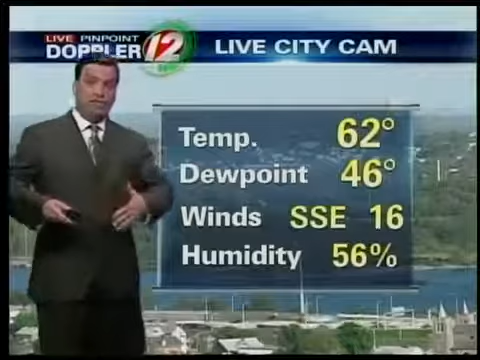 LIVE PINPOINT
DOPPLER 12
LIVE CITY CAM
Temp. 62°
Dewpoint 46°
Winds SSE 16
Humidity 56%